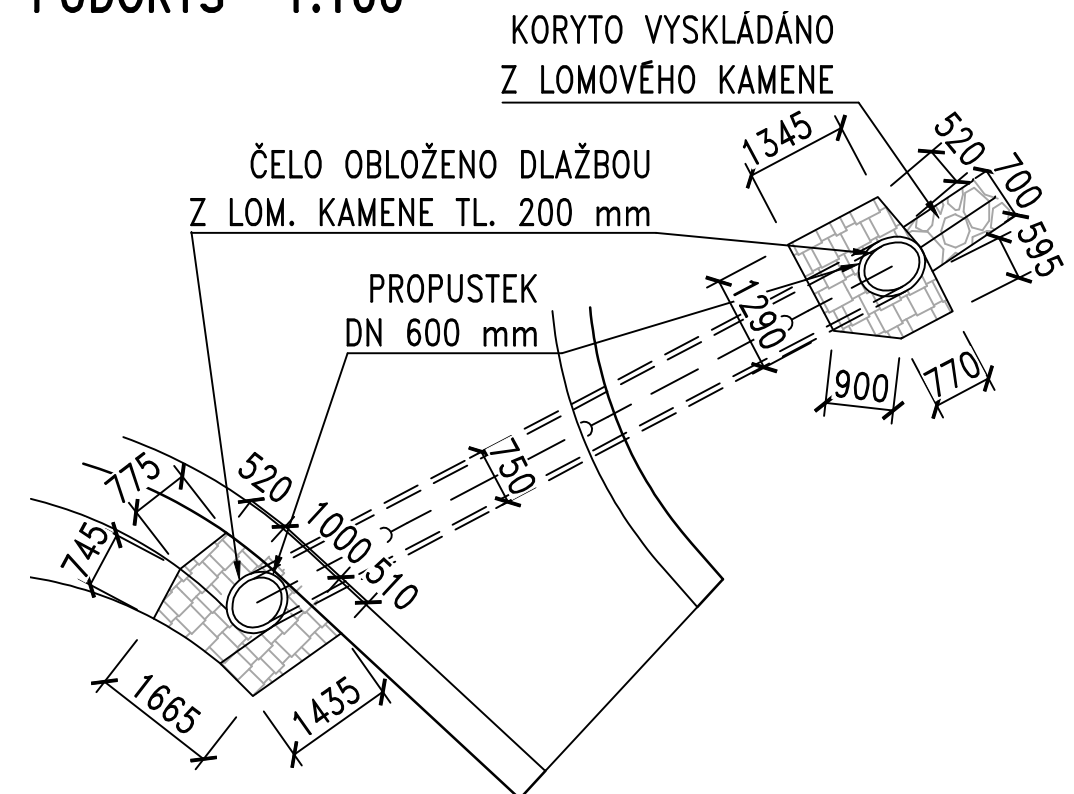 PŮDORYS 1:100
KORYTO VYSKLÁDÁNO
Z LOMOVÉHO KAMENE
ČELO OBLOŽENO DLAŽBOU
Z LOM. KAMENE TL. 200 mm
PROPUSTEK
DN 600 mm
1345
520
700
595
1290
900
770
750
775
520
745
1000
510
1665
1435